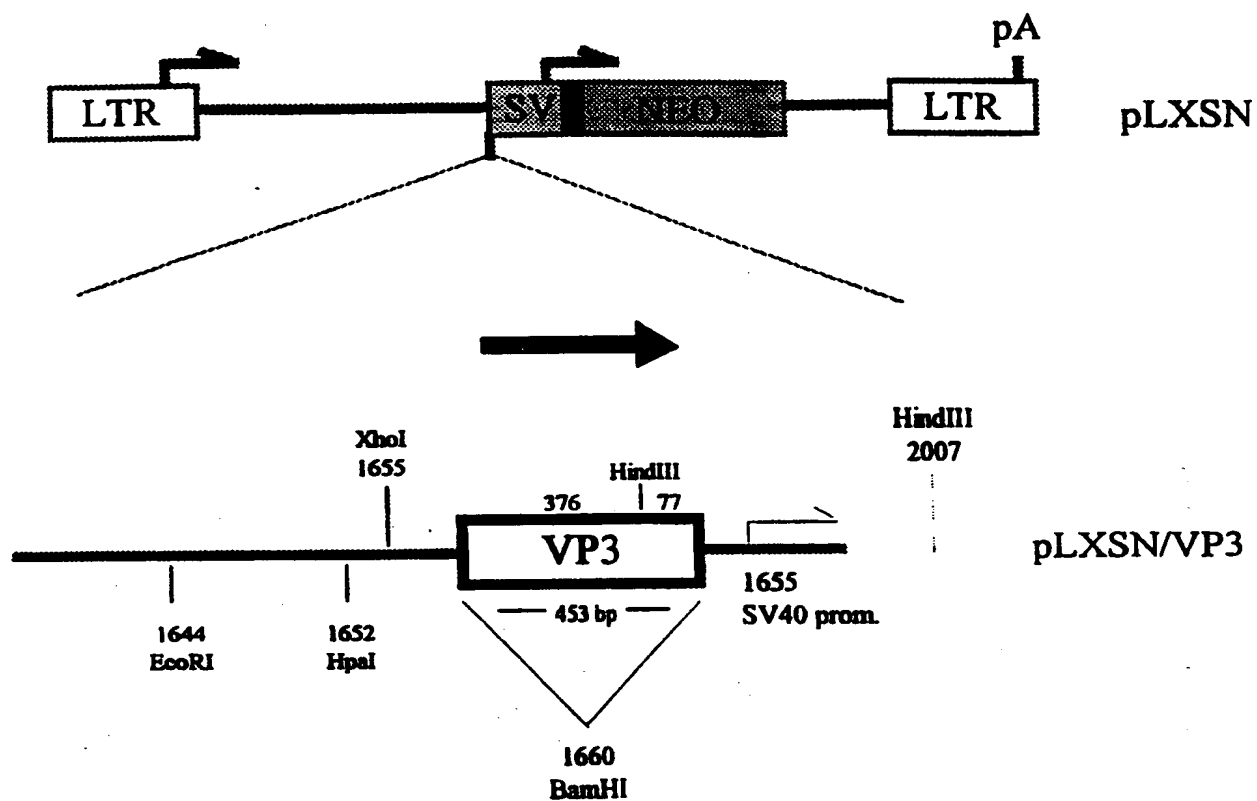 pA
LTR
SV
NEO
LTR
pLXSN
XhoI
1655
HindIII
2007
HindIII
376
77
VP3
pLXSN/VP3
453 bp
1655
SV40 prom.
1644
EcoRI
1652
HpaI
1660
BamHI